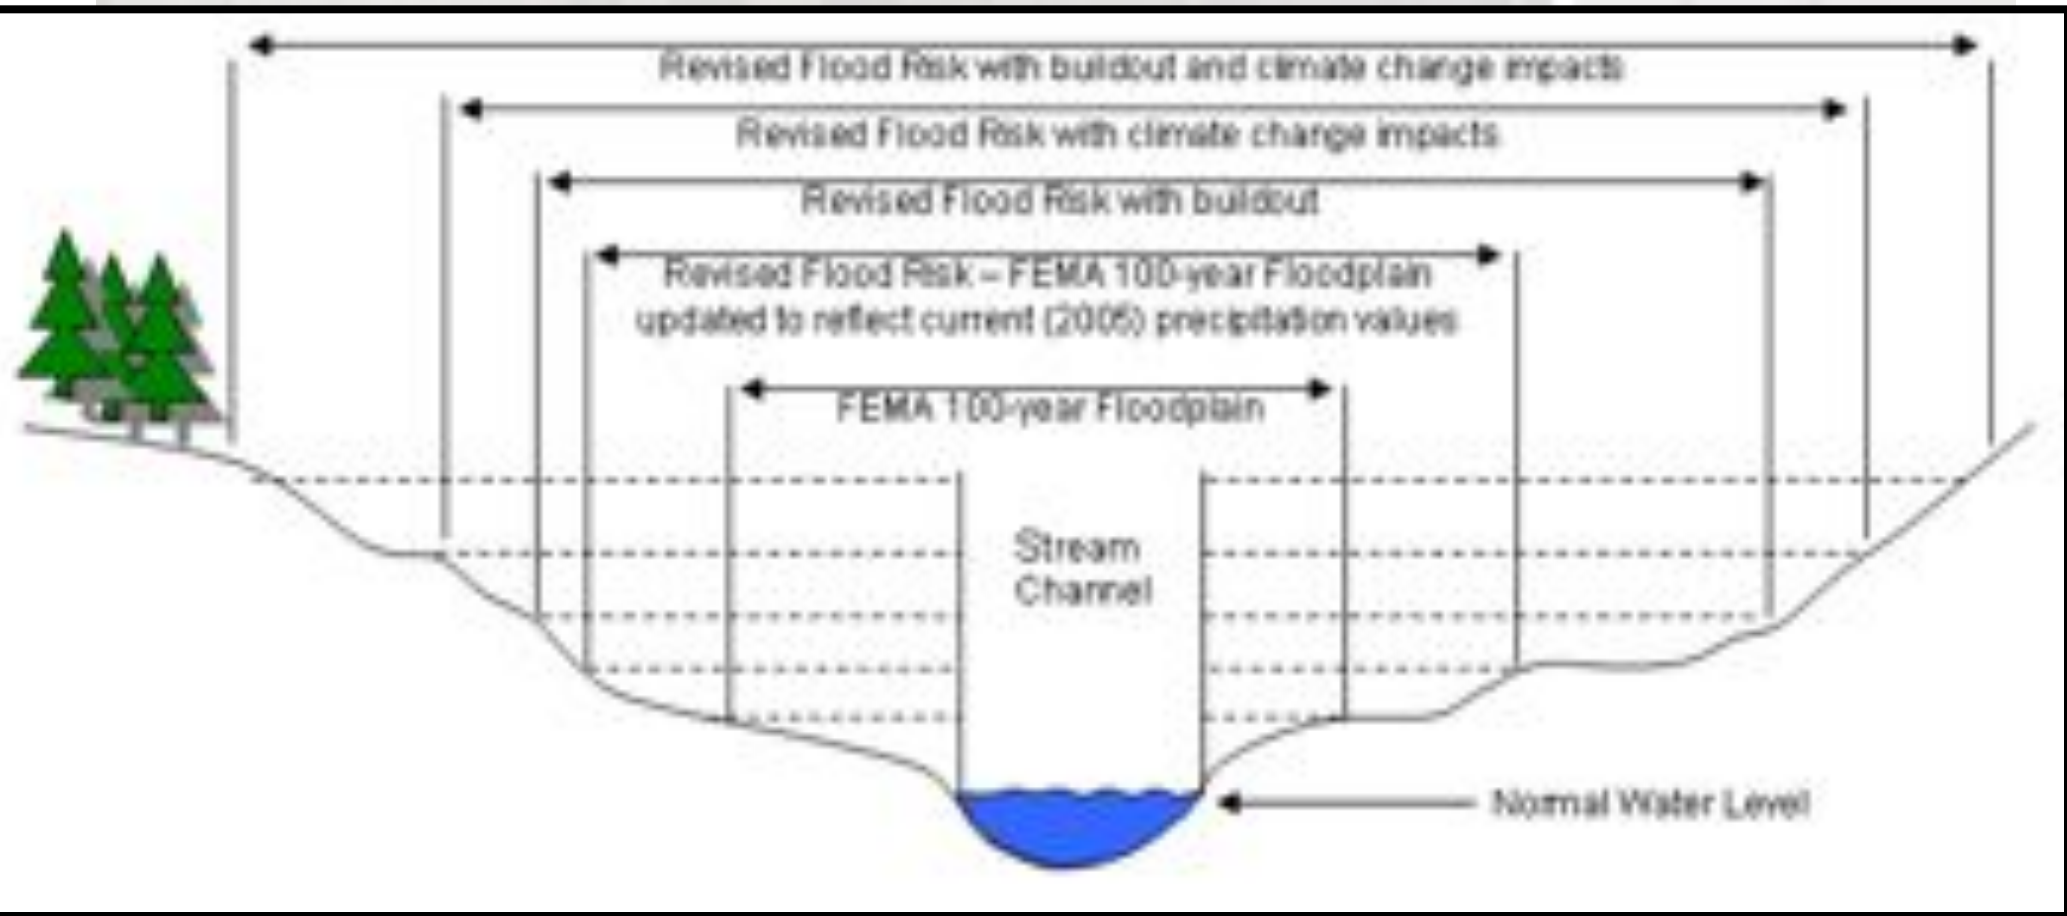 Revised Flood Risk with buildout and climate change impacts
Revised Flood Risk with climate change impacts
Revised Flood Risk with buildout
Revised Flood Risk – FEMA 100-year Floodplain
updated to reflect current (2005) precipitation values
FEMA 100-year Floodplain
Stream
Channel
Normal Water Level